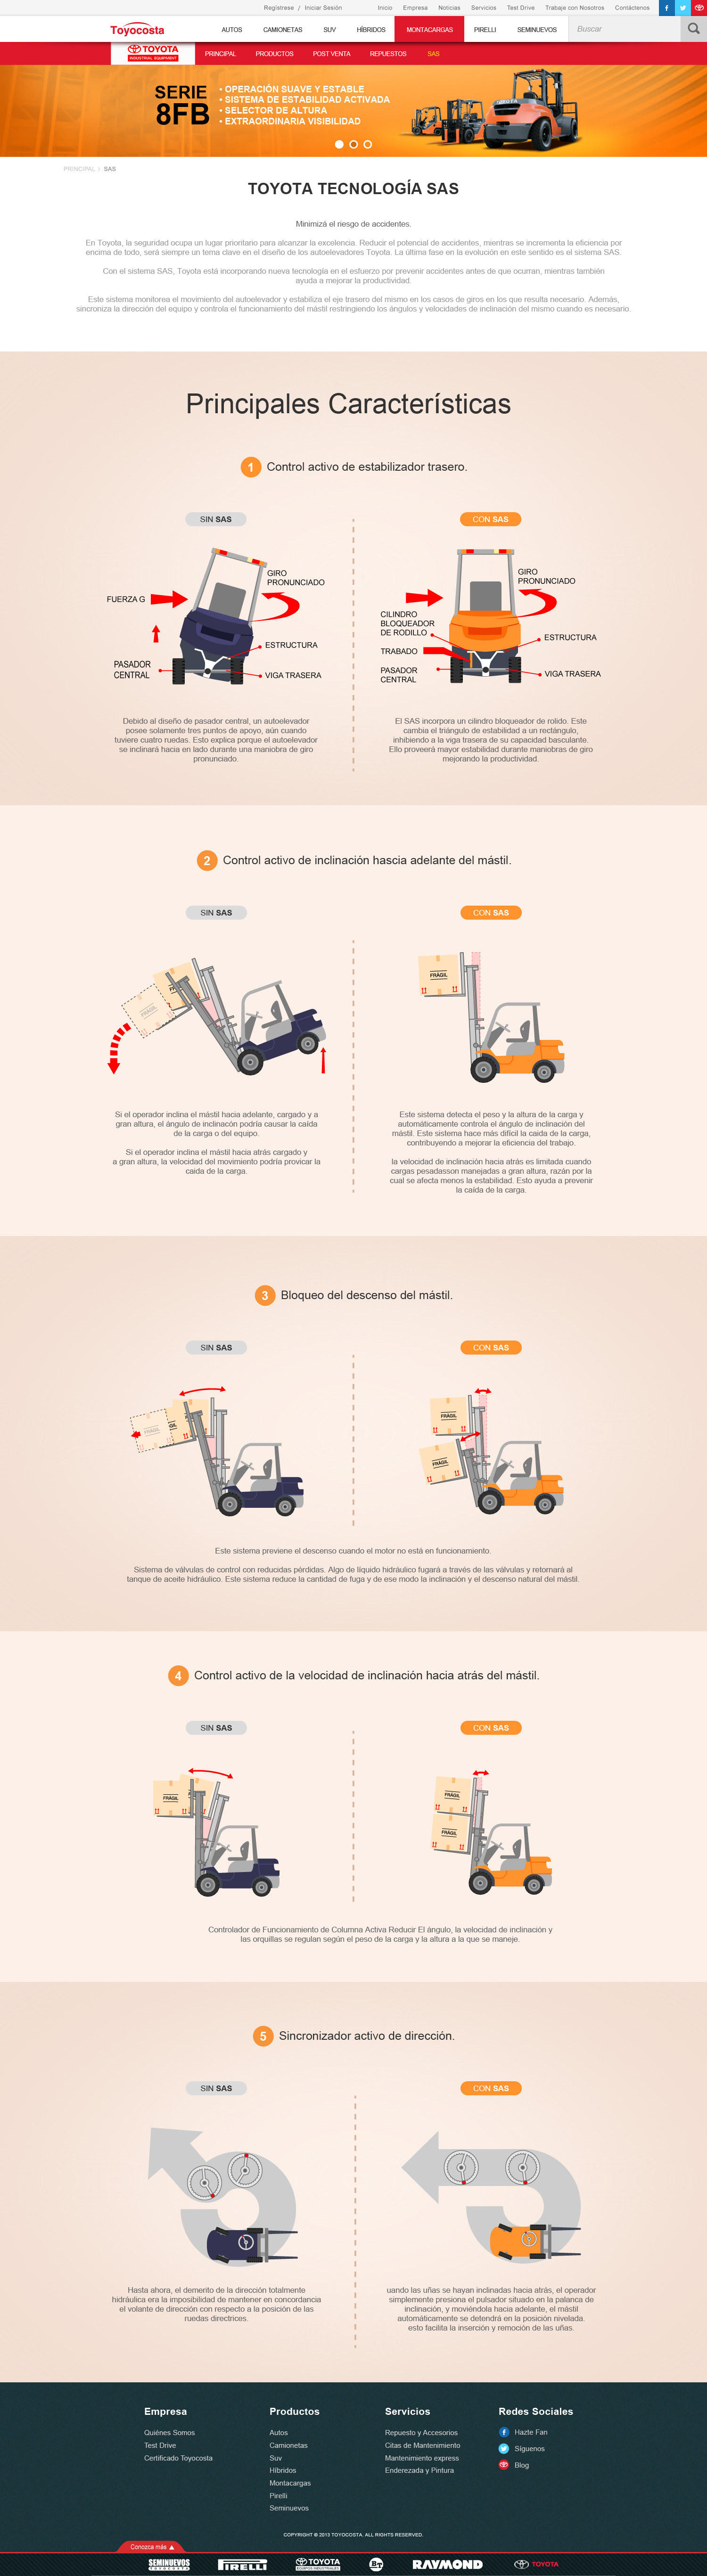 Regístrese / Iniciar Sesión Inicio Empresa Noticias Servicios Test Drive Trabaje con Nosotros Contáctenos
Toyocosta AUTOS CAMIONETAS SUV HÍBRIDOS MONTACARGAS PIRELLI SEMINUEVOS Buscar
TOYOTA INDUSTRIAL EQUIPMENT PRINCIPAL PRODUCTOS POST VENTA REPUESTOS SAS
SERIE
8FB
• OPERACIÓN SUAVE Y ESTABLE
• SISTEMA DE ESTABILIDAD ACTIVADA
• SELECTOR DE ALTURA
• EXTRAORDINARIA VISIBILIDAD
PRINCIPAL > SAS
TOYOTA TECNOLOGÍA SAS
Minimizá el riesgo de accidentes.
En Toyota, la seguridad ocupa un lugar prioritario para alcanzar la excelencia. Reducir el potencial de accidentes, mientras se incrementa la eficiencia por
encima de todo, será siempre un tema clave en el diseño de los autoelevadores Toyota. La última fase en la evolución en este sentido es el sistema SAS.
Con el sistema SAS, Toyota está incorporando nueva tecnología en el esfuerzo por prevenir accidentes antes de que ocurran, mientras también
ayuda a mejorar la productividad.
Este sistema monitorea el movimiento del autoelevador y estabiliza el eje trasero del mismo en los casos de giros en los que resulta necesario. Además,
sincroniza la dirección del equipo y controla el funcionamiento del mástil restringiendo los ángulos y velocidades de inclinación del mismo cuando es necesario.
Principales Características
1 Control activo de estabilizador trasero.
SIN SAS
FUERZA G
GIRO
PRONUNCIADO
ESTRUCTURA
PASADOR
CENTRAL
VIGA TRASERA
Debido al diseño de pasador central, un autoelevador
posee solamente tres puntos de apoyo, aún cuando
tuviere cuatro ruedas. Esto explica porque el autoelevador
se inclinará hacia en lado durante una maniobra de giro
pronunciado.
CON SAS
GIRO
PRONUNCIADO
CILINDRO
BLOQUEADOR
DE RODILLO
TRABADO
ESTRUCTURA
PASADOR
CENTRAL
VIGA TRASERA
El SAS incorpora un cilindro bloqueador de rolido. Este
cambia el triángulo de estabilidad a un rectángulo,
inhibiendo a la viga trasera de su capacidad basculante.
Ello proveerá mayor estabilidad durante maniobras de giro
mejorando la productividad.
2 Control activo de inclinación hascia adelante del mástil.
SIN SAS
FRÁGIL
FRÁGIL
Si el operador inclina el mástil hacia adelante, cargado y a
gran altura, el ángulo de inclinacón podría causar la caída
de la carga o del equipo.
Si el operador inclina el mástil hacia atrás cargado y
a gran altura, la velocidad del movimiento podría provicar la
caida de la carga.
CON SAS
FRÁGIL
Este sistema detecta el peso y la altura de la carga y
automáticamente controla el ángulo de inclinación del
mástil. Este sistema hace más difícil la caida de la carga,
contribuyendo a mejorar la eficiencia del trabajo.
la velocidad de inclinación hacia atrás es limitada cuando
cargas pesadasson manejadas a gran altura, razán por la
cual se afecta menos la estabilidad. Esto ayuda a prevenir
la caída de la carga.
3 Bloqueo del descenso del mástil.
SIN SAS
FRÁGIL
FRÁGIL
CON SAS
FRÁGIL
FRÁGIL
Este sistema previene el descenso cuando el motor no está en funcionamiento.
Sistema de válvulas de control con reducidas pérdidas. Algo de líquido hidráulico fugará a través de las válvulas y retornará al
tanque de aceite hidráulico. Este sistema reduce la cantidad de fuga y de ese modo la inclinación y el descenso natural del mástil.
4 Control activo de la velocidad de inclinación hacia atrás del mástil.
SIN SAS
FRÁGIL
CON SAS
FRÁGIL
FRÁGIL
Controlador de Funcionamiento de Columna Activa Reducir El ángulo, la velocidad de inclinación y
las orquillas se regulan según el peso de la carga y la altura a la que se maneje.
5 Sincronizador activo de dirección.
SIN SAS
Hasta ahora, el demerito de la dirección totalmente
hidráulica era la imposibilidad de mantener en concordancia
el volante de dirección con respecto a la posición de las
ruedas directrices.
CON SAS
uando las uñas se hayan inclinadas hacia atrás, el operador
simplemente presiona el pulsador situado en la palanca de
inclinación, y moviéndola hacia adelante, el mástil
automáticamente se detendrá en la posición nivelada.
esto facilita la inserción y remoción de las uñas.
Empresa
Quiénes Somos
Test Drive
Certificado Toyocosta
Productos
Autos
Camionetas
Suv
Híbridos
Montacargas
Pirelli
Seminuevos
Servicios
Repuesto y Accesorios
Citas de Mantenimiento
Mantenimiento express
Enderezada y Pintura
Redes Sociales
Hazte Fan
Síguenos
Blog
COPYRIGHT © 2013 TOYOCOSTA. ALL RIGHTS RESERVED.
Conozca más
SEMINUEVOS TOYOCOSTA PIRELLI TOYOTA EQUIPOS INDUSTRIALES BT RAYMOND TOYOTA